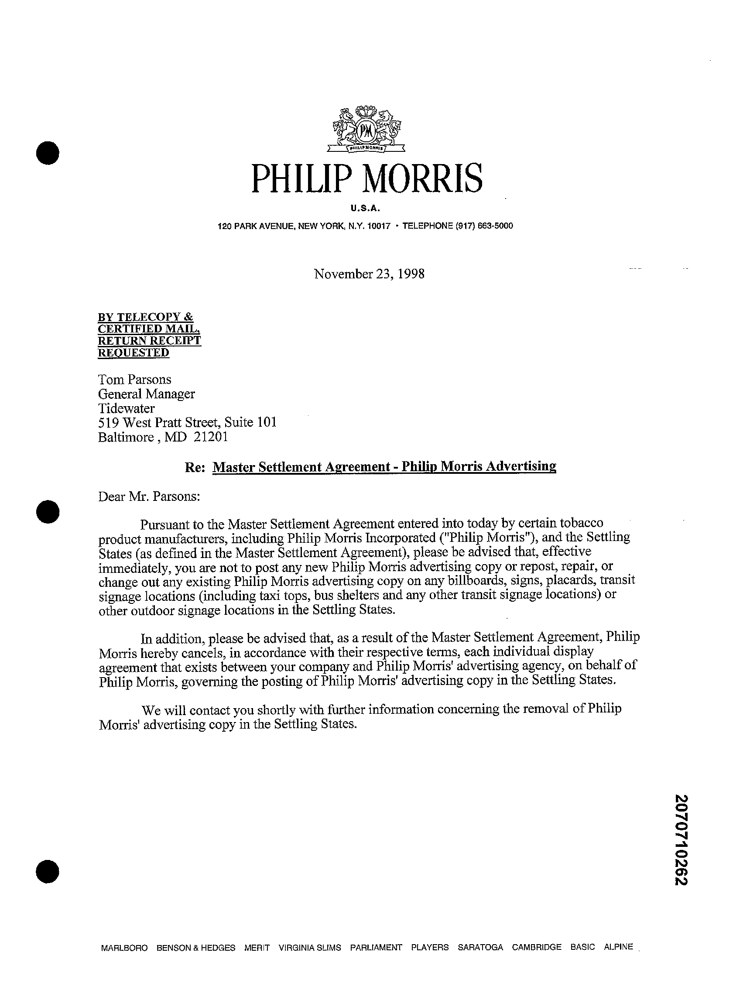 PM
PHILIP MORRIS
PHILIP MORRIS
U.S.A.
120 PARK AVENUE, NEW YORK, N.Y. 10017 • TELEPHONE (917) 663-5000
November 23, 1998
BY TELECOPY &
CERTIFIED MAIL,
RETURN RECEIPT
REQUESTED
Tom Parsons
General Manager
Tidewater
519 West Pratt Street, Suite 101
Baltimore , MD 21201
Re: Master Settlement Agreement - Philip Morris Advertising
Dear Mr. Parsons:
Pursuant to the Master Settlement Agreement entered into today by certain tobacco
product manufacturers, including Philip Morris Incorporated ("Philip Morris"), and the Settling
States (as defined in the Master Settlement Agreement), please be advised that, effective
immediately, you are not to post any new Philip Morris advertising copy or repost, repair, or
change out any existing Philip Morris advertising copy on any billboards, signs, placards, transit
signage locations (including taxi tops, bus shelters and any other transit signage locations) or
other outdoor signage locations in the Settling States.
In addition, please be advised that, as a result of the Master Settlement Agreement, Philip
Morris hereby cancels, in accordance with their respective terms, each individual display
agreement that exists between your company and Philip Morris' advertising agency, on behalf of
Philip Morris, governing the posting of Philip Morris' advertising copy in the Settling States.
We will contact you shortly with further information concerning the removal of Philip
Morris' advertising copy in the Settling States.
2070710262
MARLBORO BENSON & HEDGES MERIT VIRGINIA SLIMS PARLIAMENT PLAYERS SARATOGA CAMBRIDGE BASIC ALPINE